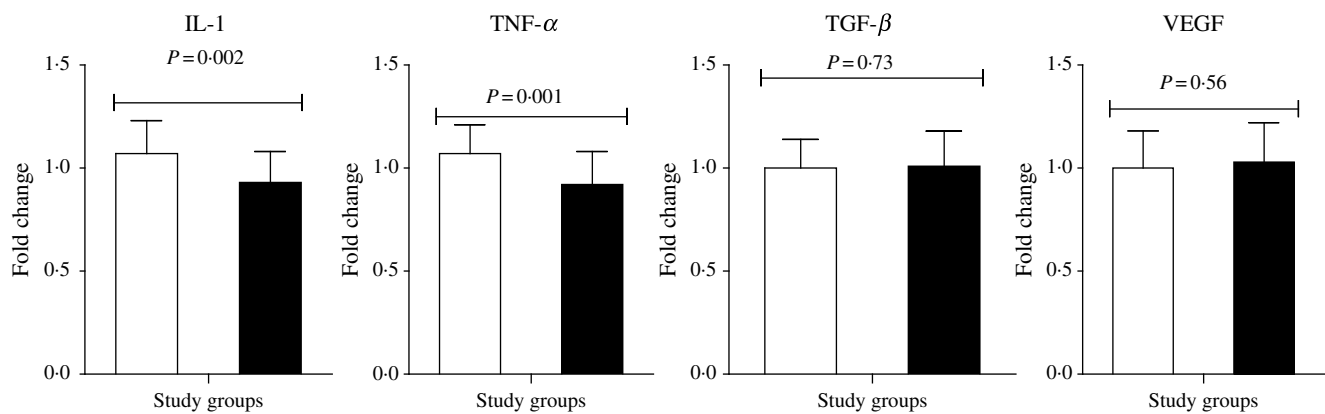 IL-1
P = 0·002
1·5
1·0
0·5
0·0
Fold change
Study groups
TNF-α
P = 0·001
1·5
1·0
0·5
0·0
Fold change
Study groups
TGF-β
P = 0·73
1·5
1·0
0·5
0·0
Fold change
Study groups
VEGF
P = 0·56
1·5
1·0
0·5
0·0
Fold change
Study groups